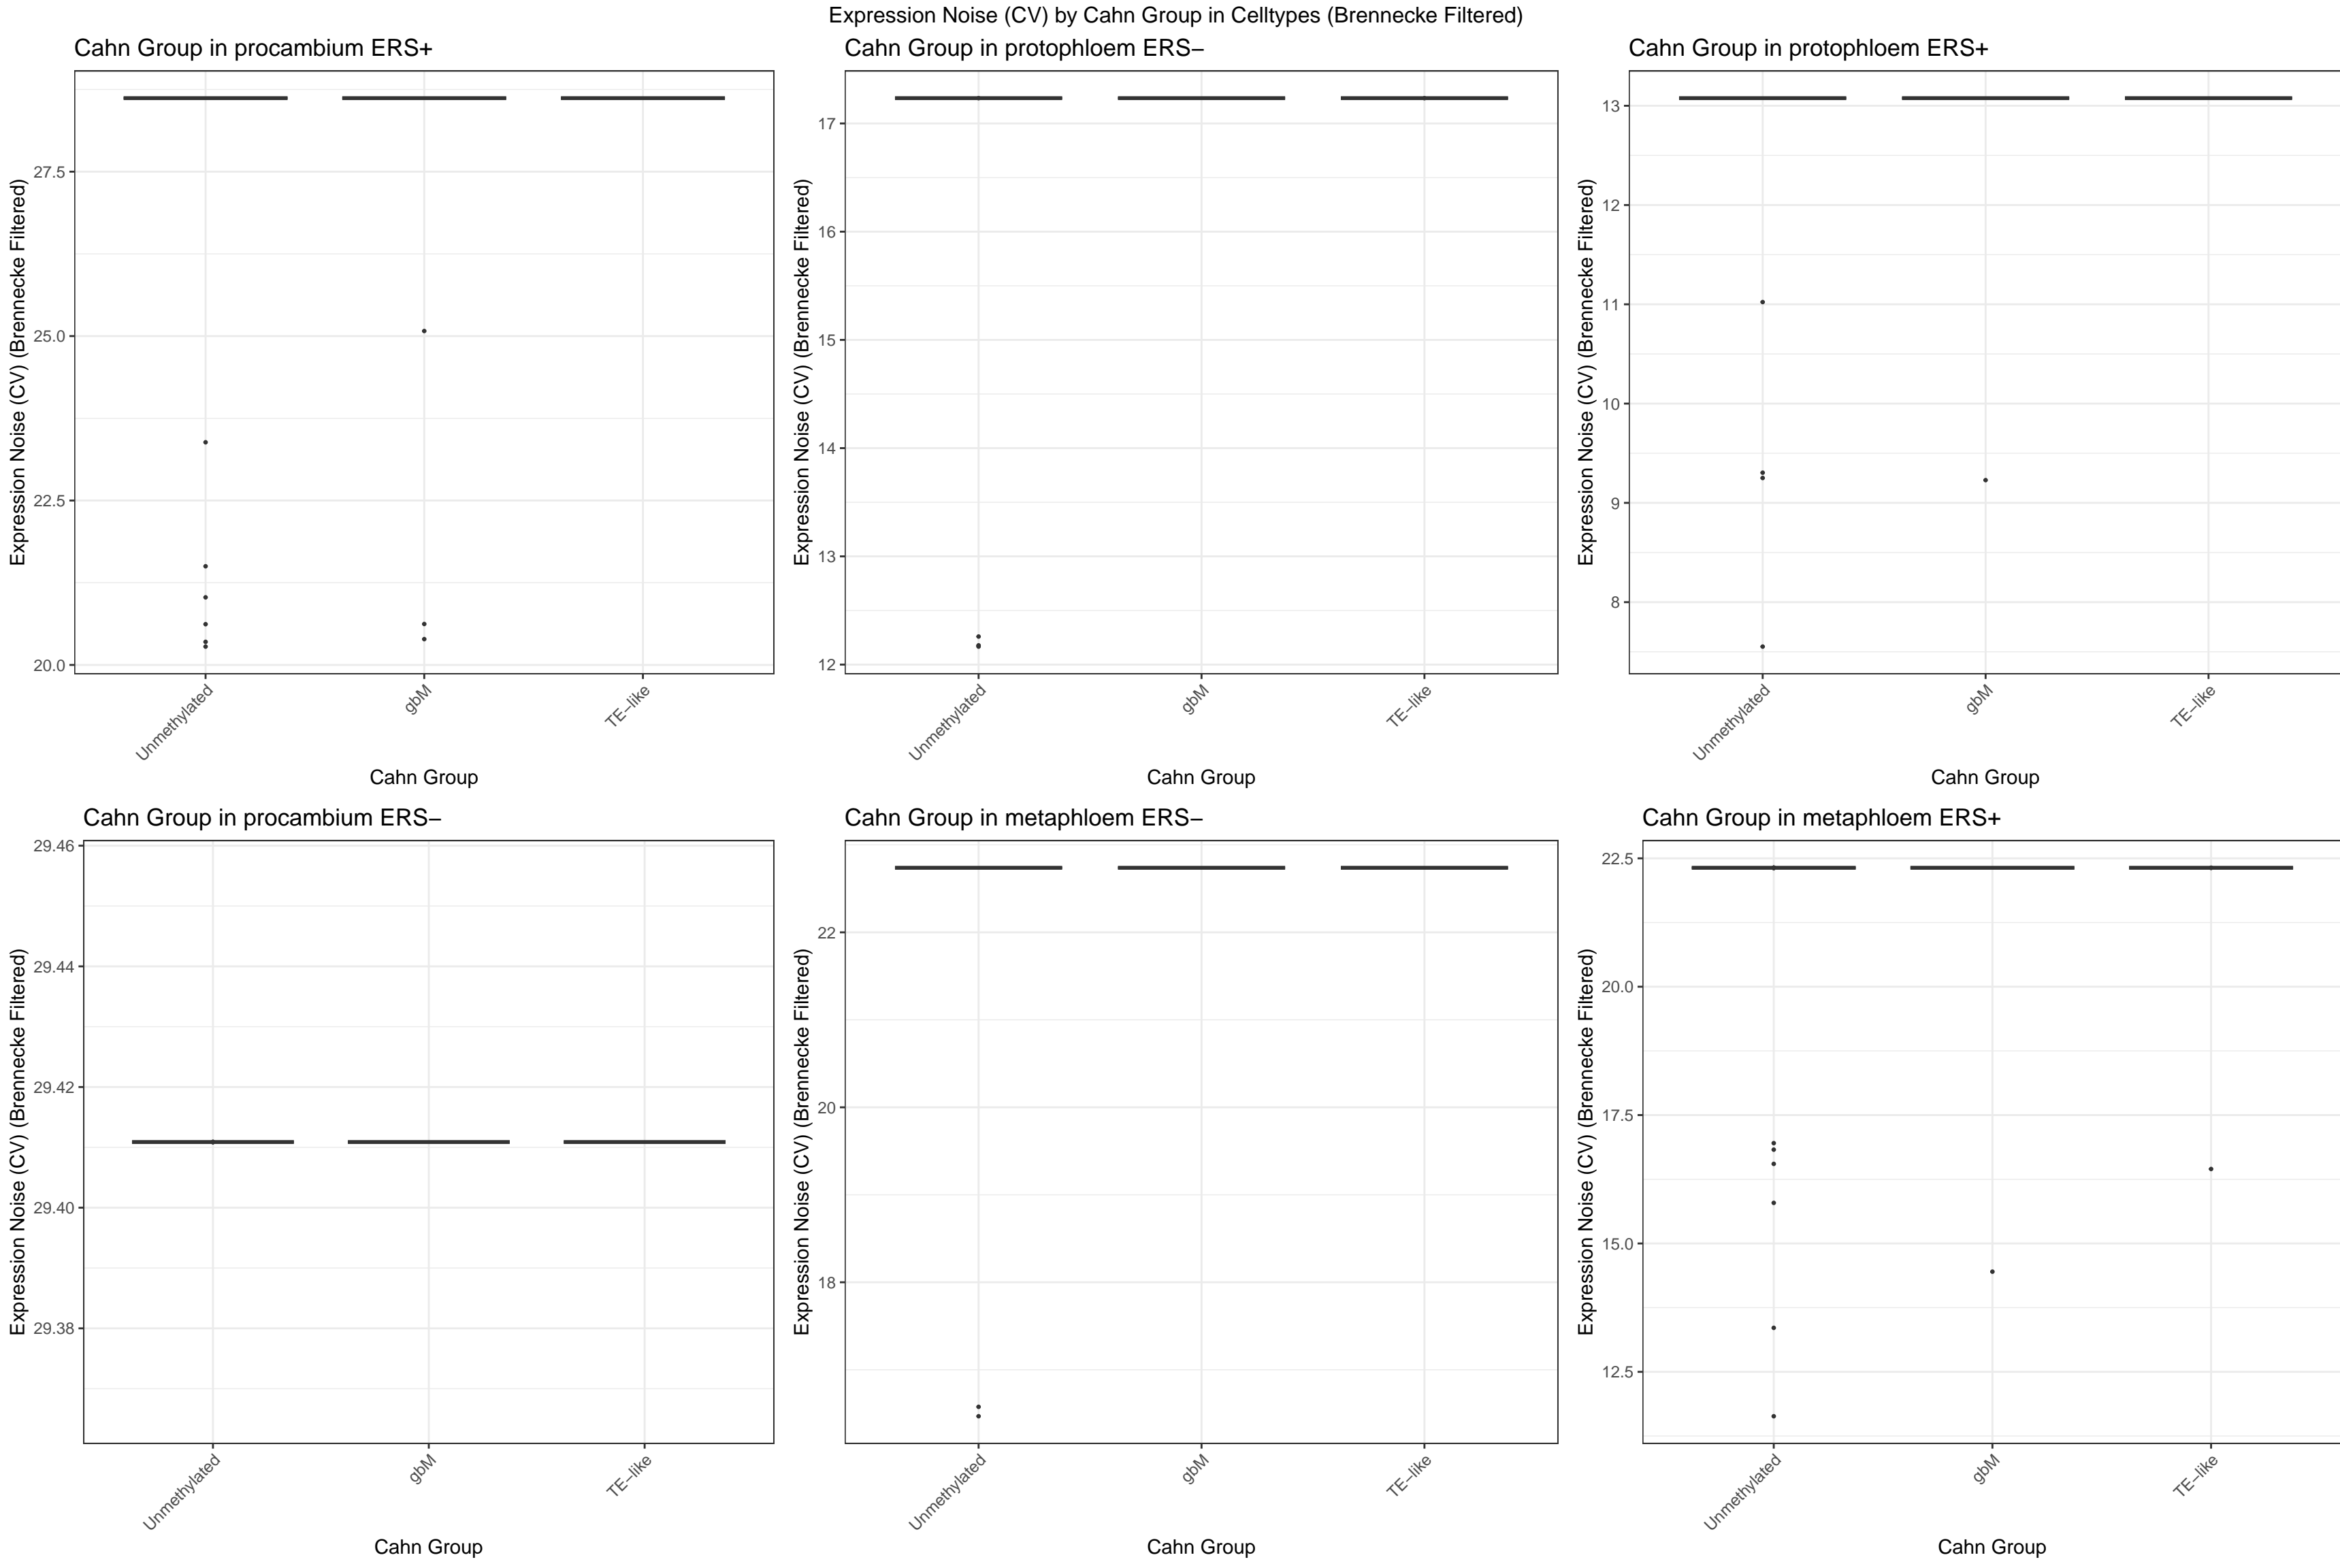 Expression Noise (CV) by Cahn Group in Celltypes (Brennecke Filtered)
Cahn Group in procambium ERS+
Expression Noise (CV) (Brennecke Filtered)
27.5
25.0
22.5
20.0
Unmethylated
gbM
TE−like
Cahn Group
Cahn Group in protophloem ERS−
Expression Noise (CV) (Brennecke Filtered)
17
16
15
14
13
12
Unmethylated
gbM
TE−like
Cahn Group
Cahn Group in protophloem ERS+
Expression Noise (CV) (Brennecke Filtered)
13
12
11
10
9
8
Unmethylated
gbM
TE−like
Cahn Group
Cahn Group in procambium ERS−
Expression Noise (CV) (Brennecke Filtered)
29.46
29.44
29.42
29.40
29.38
Unmethylated
gbM
TE−like
Cahn Group
Cahn Group in metaphloem ERS−
Expression Noise (CV) (Brennecke Filtered)
22
20
18
Unmethylated
gbM
TE−like
Cahn Group
Cahn Group in metaphloem ERS+
Expression Noise (CV) (Brennecke Filtered)
22.5
20.0
17.5
15.0
12.5
Unmethylated
gbM
TE−like
Cahn Group